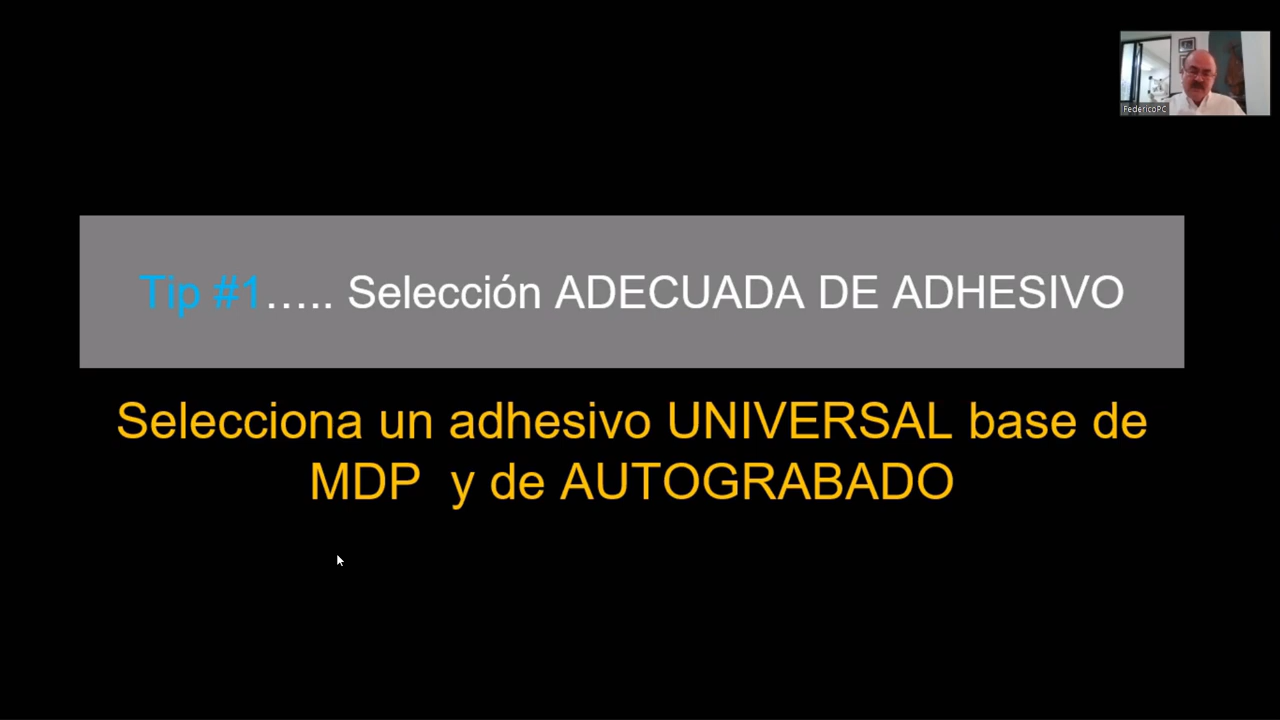 FedericoPC
Tip #1….. Selección ADECUADA DE ADHESIVO
Selecciona un adhesivo UNIVERSAL base de
MDP  y de AUTOGRABADO